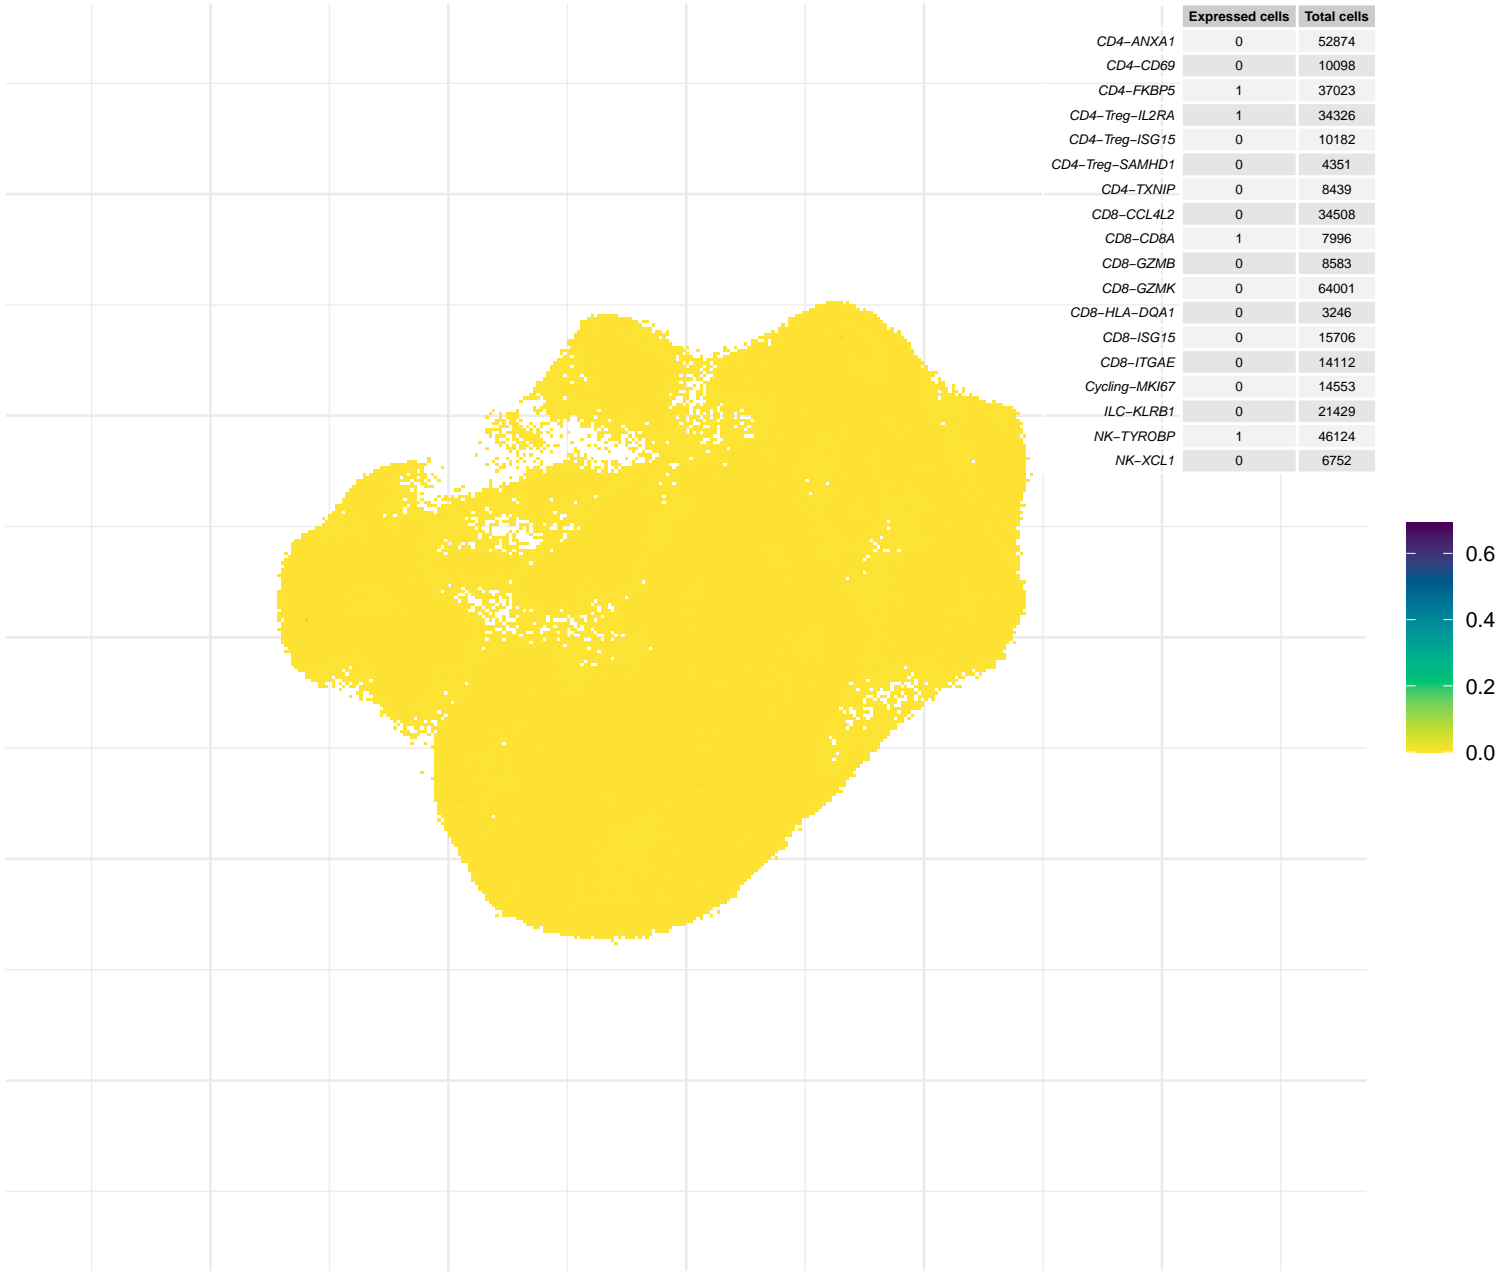 Expressed cells Total cells
CD4−ANXA1 0 52874
CD4−CD69 0 10098
CD4−FKBP5 1 37023
CD4−Treg−IL2RA 1 34326
CD4−Treg−ISG15 0 10182
CD4−Treg−SAMHD1 0 4351
CD4−TXNIP 0 8439
CD8−CCL4L2 0 34508
CD8−CD8A 1 7996
CD8−GZMB 0 8583
CD8−GZMK 0 64001
CD8−HLA−DQA1 0 3246
CD8−ISG15 0 15706
CD8−ITGAE 0 14112
Cycling−MKI67 0 14553
ILC−KLRB1 0 21429
NK−TYROBP 1 46124
NK−XCL1 0 6752
0.6
0.4
0.2
0.0